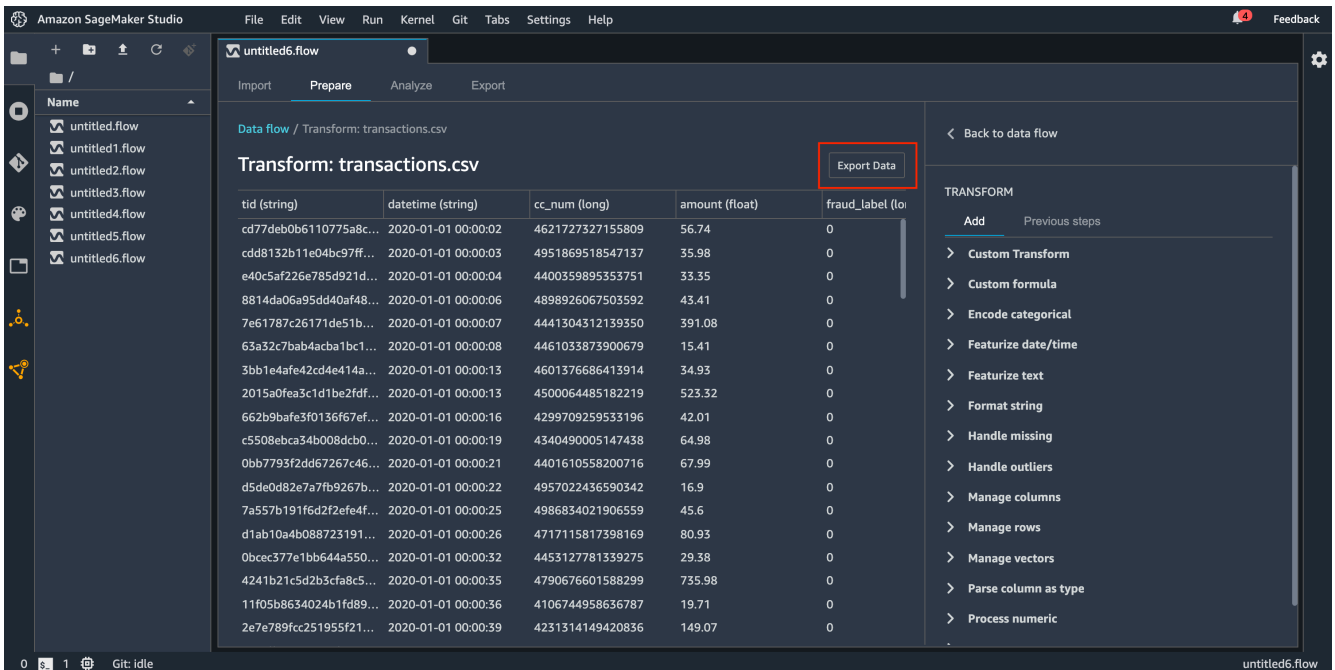 Amazon SageMaker Studio File Edit View Run Kernel Git Tabs Settings Help 4 Feedback
untitled6.flow
/
Import Prepare Analyze Export
Name
untitled.flow
untitled1.flow
untitled2.flow
untitled3.flow
untitled4.flow
untitled5.flow
untitled6.flow
Data flow / Transform: transactions.csv
Transform: transactions.csv
Export Data
tid (string) datetime (string) cc_num (long) amount (float) fraud_label (lo
cd77deb0b6110775a8c... 2020-01-01 00:00:02 4621727327155809 56.74 0
cdd8132b11e04bc97ff... 2020-01-01 00:00:03 4951869518547137 35.98 0
e40c5af226e785d921d... 2020-01-01 00:00:04 4400359895353751 33.35 0
8814da06a95dd40af48... 2020-01-01 00:00:06 4898926067503592 43.41 0
7e61787c26171de51b... 2020-01-01 00:00:07 4441304312139350 391.08 0
63a32c7bab4acba1bc1... 2020-01-01 00:00:08 4461033873900679 15.41 0
3bb1e4afe42cd4e414a... 2020-01-01 00:00:13 4601376686413914 34.93 0
2015a0fea3c1d1be2fdf... 2020-01-01 00:00:13 4500064485182219 523.32 0
662b9bafe3f0136f67ef... 2020-01-01 00:00:16 4299709259533196 42.01 0
c5508ebca34b008dcb0... 2020-01-01 00:00:19 4340490005147438 64.98 0
0bb7793f2dd67267c46... 2020-01-01 00:00:21 4401610558200716 67.99 0
d5de0d82e7a7fb9267b... 2020-01-01 00:00:22 4957022436590342 16.9 0
7a557b191f6d2f2efe4f... 2020-01-01 00:00:25 4986834021906559 45.6 0
d1ab10a4b088723191... 2020-01-01 00:00:26 4717115817398169 80.93 0
0bcec377e1bb644a550... 2020-01-01 00:00:32 4453127781339275 29.38 0
4241b21c5d2b3cfa8c5... 2020-01-01 00:00:35 4790676601588299 735.98 0
11f05b8634024b1fd89... 2020-01-01 00:00:36 4106744958636787 19.71 0
2e7e789fcc251955f21... 2020-01-01 00:00:39 4231314149420836 149.07 0
Back to data flow
TRANSFORM
Add Previous steps
Custom Transform
Custom formula
Encode categorical
Featurize date/time
Featurize text
Format string
Handle missing
Handle outliers
Manage columns
Manage rows
Manage vectors
Parse column as type
Process numeric
0 $_ 1 Git: idle untitled6.flow